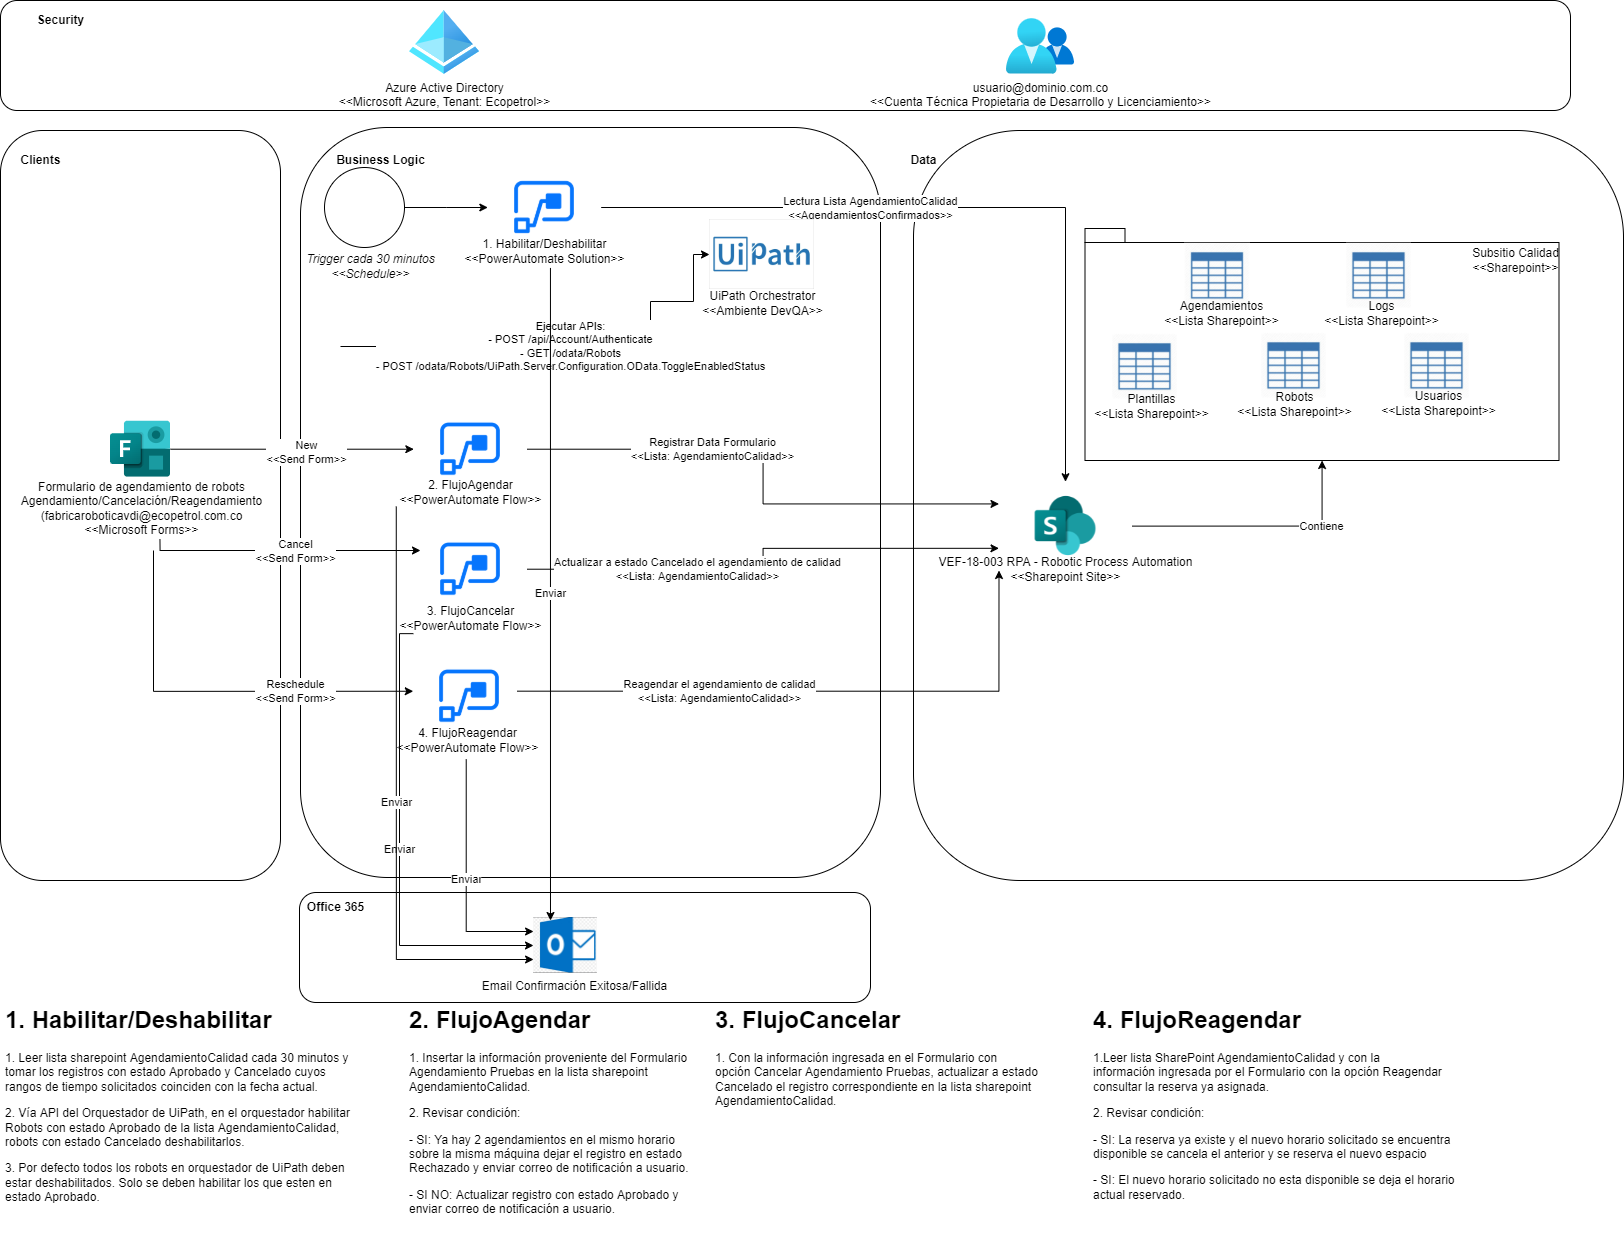 Security
Azure Active Directory
<<Microsoft Azure, Tenant: Ecopetrol>>
usuario@dominio.com.co
<<Cuenta Técnica Propietaria de Desarrollo y Licenciamiento>>
Clients
Formulario de agendamiento de robots
Agendamiento/Cancelación/Reagendamiento
(fabricaroboticavdi@ecopetrol.com.co
<<Microsoft Forms>>
New
<<Send Form>>
Cancel
<<Send Form>>
Reschedule
<<Send Form>>
Business Logic
Trigger cada 30 minutos
<<Schedule>>
1. Habilitar/Deshabilitar
<<PowerAutomate Solution>>
Lectura Lista AgendamientoCalidad
<<AgendamientosConfirmados>>
UiPath
UiPath Orchestrator
<<Ambiente DevQA>>
Ejecutar APIs:
- POST /api/Account/Authenticate
- GET /odata/Robots
- POST /odata/Robots/UiPath.Server.Configuration.OData.ToggleEnabledStatus
2. FlujoAgendar
<<PowerAutomate Flow>>
Registrar Data Formulario
<<Lista: AgendamientoCalidad>>
3. FlujoCancelar
<<PowerAutomate Flow>>
Actualizar a estado Cancelado el agendamiento de calidad
<<Lista: AgendamientoCalidad>>
Enviar
4. FlujoReagendar
<<PowerAutomate Flow>>
Reagendar el agendamiento de calidad
<<Lista: AgendamientoCalidad>>
Enviar
Enviar
Enviar
Data
Subsitio Calidad
<<Sharepoint>>
Agendamientos
<<Lista Sharepoint>>
Logs
<<Lista Sharepoint>>
Plantillas
<<Lista Sharepoint>>
Robots
<<Lista Sharepoint>>
Usuarios
<<Lista Sharepoint>>
Contiene
VEF-18-003 RPA - Robotic Process Automation
<<Sharepoint Site>>
Office 365
Email Confirmación Exitosa/Fallida
1. Habilitar/Deshabilitar
1. Leer lista sharepoint AgendamientoCalidad cada 30 minutos y
tomar los registros con estado Aprobado y Cancelado cuyos
rangos de tiempo solicitados coinciden con la fecha actual.
2. Vía API del Orquestador de UiPath, en el orquestador habilitar
Robots con estado Aprobado de la lista AgendamientoCalidad,
robots con estado Cancelado deshabilitarlos.
3. Por defecto todos los robots en orquestador de UiPath deben
estar deshabilitados. Solo se deben habilitar los que esten en
estado Aprobado.
2. FlujoAgendar
1. Insertar la información proveniente del Formulario
Agendamiento Pruebas en la lista sharepoint
AgendamientoCalidad.
2. Revisar condición:
- SI: Ya hay 2 agendamientos en el mismo horario
sobre la misma máquina dejar el registro en estado
Rechazado y enviar correo de notificación a usuario.
- SI NO: Actualizar registro con estado Aprobado y
enviar correo de notificación a usuario.
3. FlujoCancelar
1. Con la información ingresada en el Formulario con
opción Cancelar Agendamiento Pruebas, actualizar a estado
Cancelado el registro correspondiente en la lista sharepoint
AgendamientoCalidad.
4. FlujoReagendar
1.Leer lista SharePoint AgendamientoCalidad y con la
información ingresada por el Formulario con la opción Reagendar
consultar la reserva ya asignada.
2. Revisar condición:
- SI: La reserva ya existe y el nuevo horario solicitado se encuentra
disponible se cancela el anterior y se reserva el nuevo espacio
- SI: El nuevo horario solicitado no esta disponible se deja el horario
actual reservado.